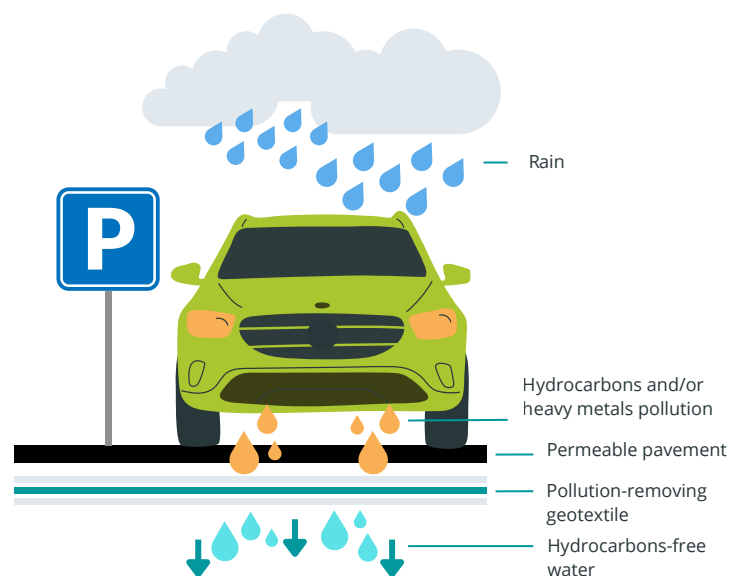 Rain
P
Hydrocarbons and/or
heavy metals pollution
Permeable pavement
Pollution-removing
geotextile
Hydrocarbons-free
water